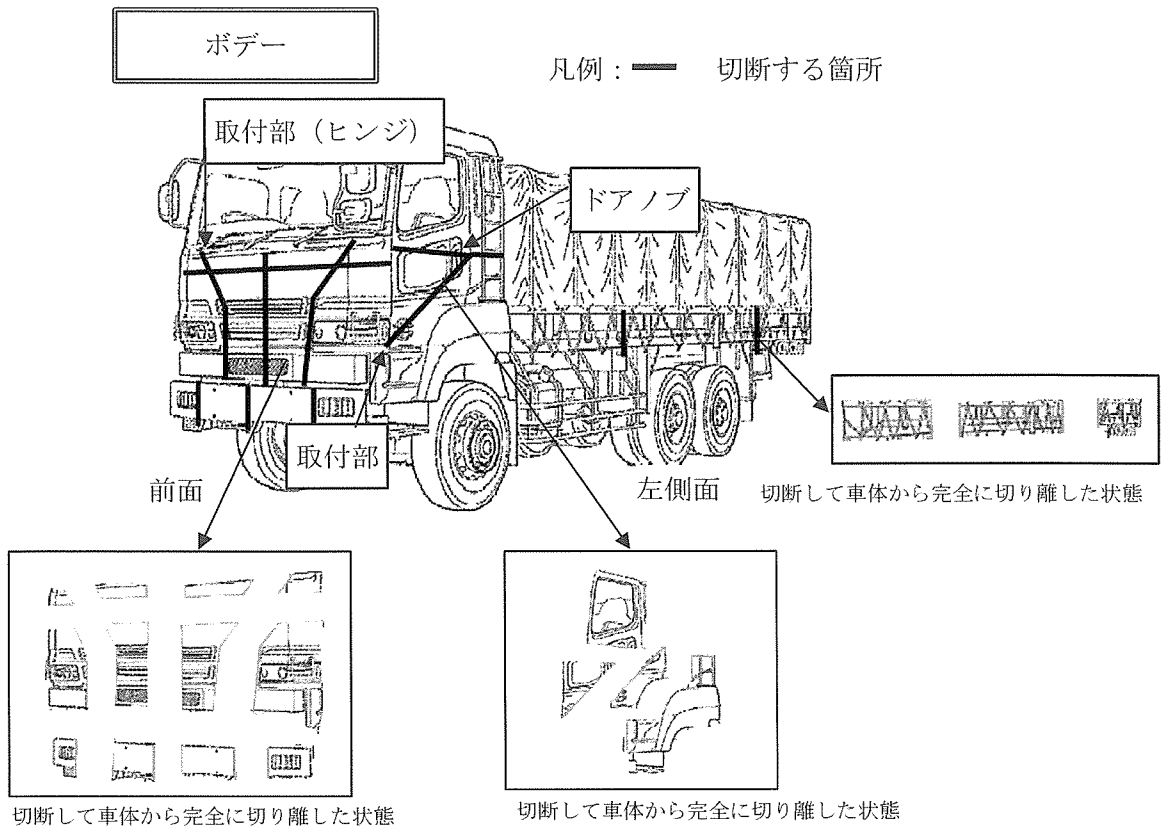 ボデー
凡例：━ 切断する箇所
取付部（ヒンジ）
ドアノブ
取付部
前面
左側面
切断して車体から完全に切り離した状態
切断して車体から完全に切り離した状態
切断して車体から完全に切り離した状態